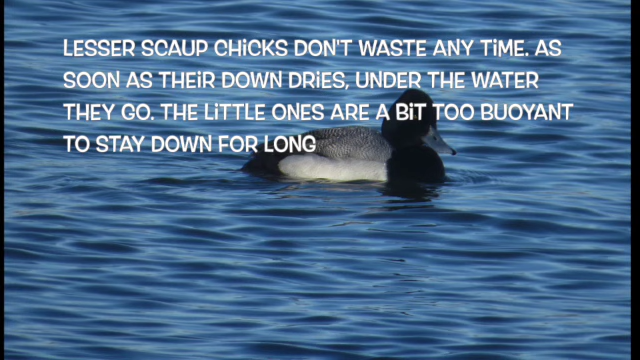 LESSER SCAUP CHICKS DON'T WASTE ANY TIME. AS
SOON AS THEIR DOWN DRIES, UNDER THE WATER
THEY GO. THE LITTLE ONES ARE A BIT TOO BUOYANT
TO STAY DOWN FOR LONG